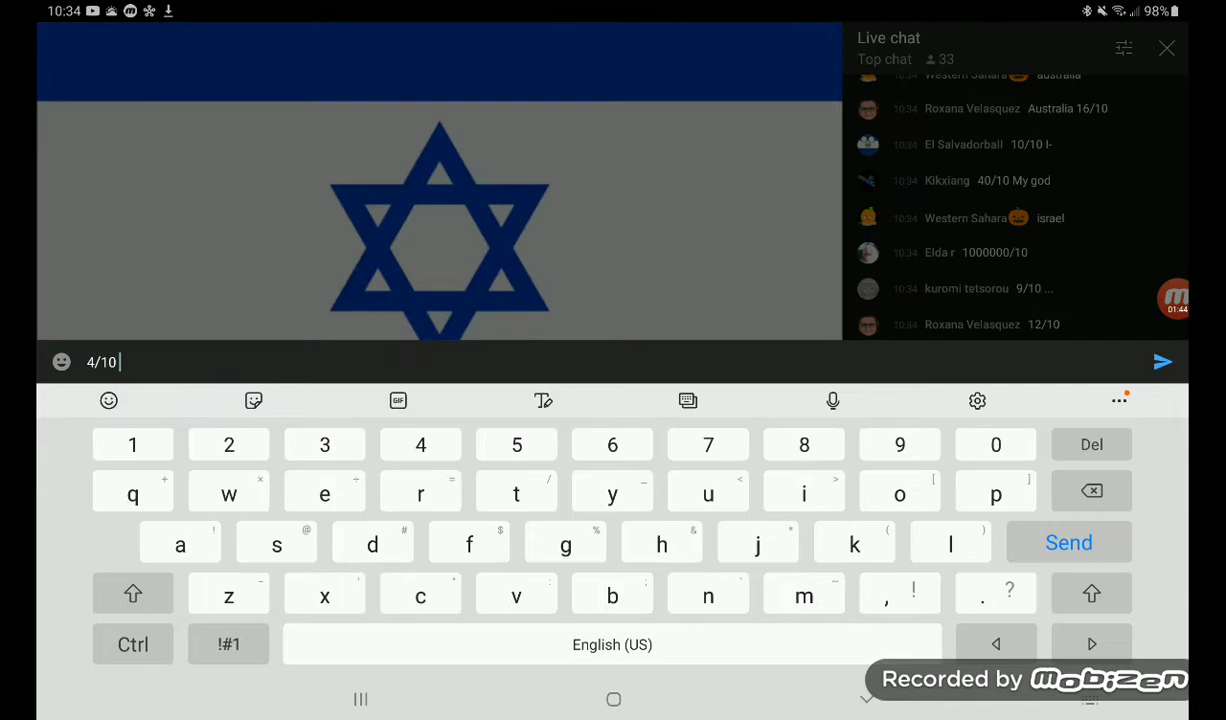 10:34
98%
Live chat
Top chat 33
Western Sahara australia
10:34 Roxana Velasquez Australia 16/10
10:34 El Salvadorball 10/10 I-
10:34 Kikxiang 40/10 My god
10:34 Western Sahara israel
10:34 Elda r 1000000/10
10:34 kuromi tetsorou 9/10 ...
10:34 Roxana Velasquez 12/10
01:44
4/10
GIF
1 2 3 4 5 6 7 8 9 0 Del
+ × ÷ = / _ < > [ ]
q w e r t y u i o p
! @ # $ % & * ( )
a s d f g h j k l Send
- ' " : ; , ?
z x c v b n m , ! .
Ctrl !#1 English (US)
Recorded by mobizen